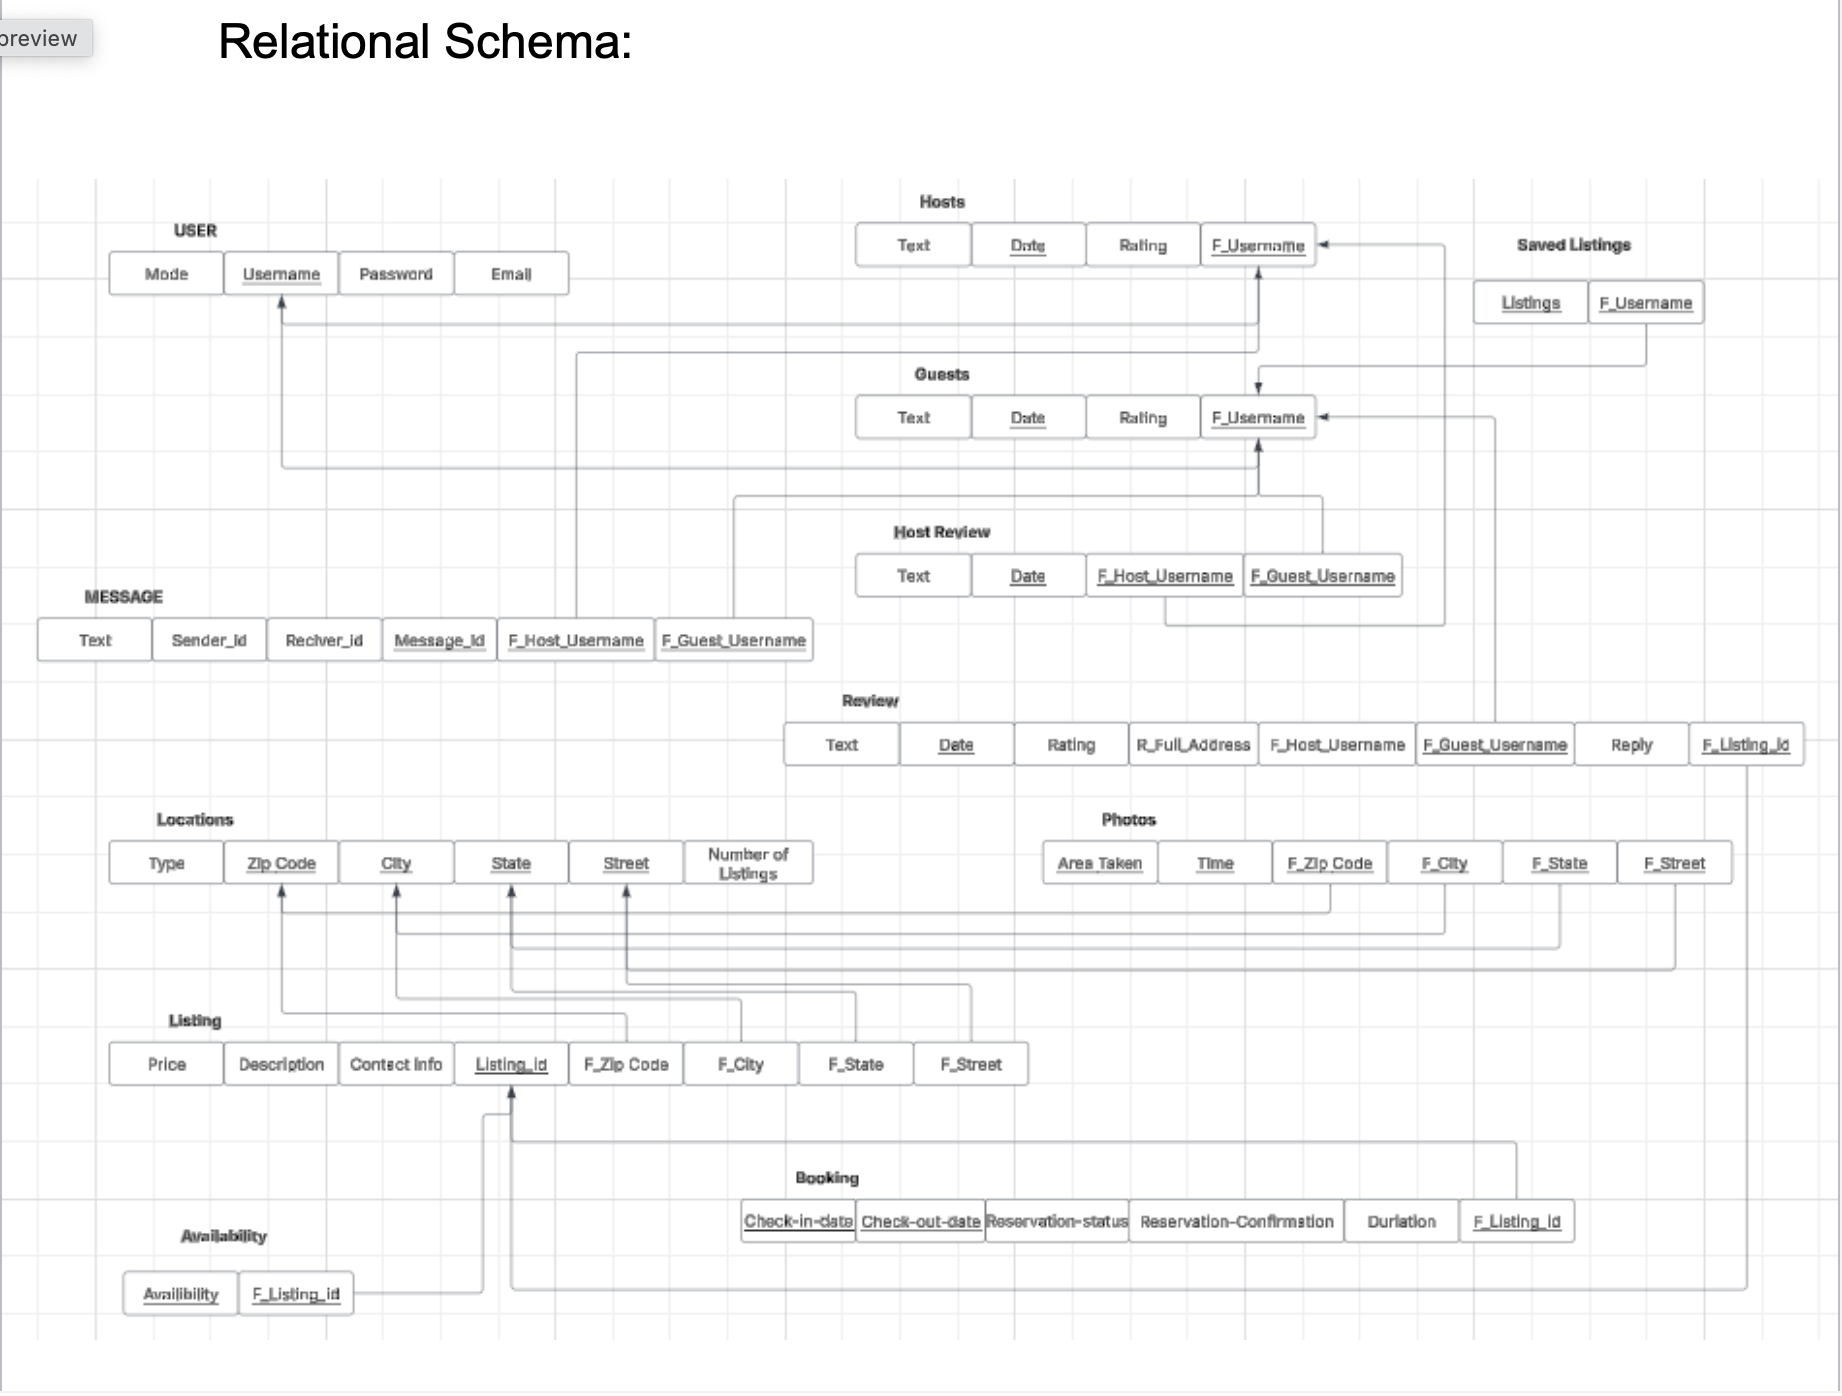 preview
Relational Schema:
Hosts
Text Date Rating F_Username
USER
Mode Username Password Email
Saved Listings
Listings F_Username
Guests
Text Date Rating F_Username
Host Review
Text Date F_Host_Username F_Guest_Username
MESSAGE
Text Sender_id Reciver_id Message_id F_Host_Username F_Guest_Username
Review
Text Date Rating R_Full_Address F_Host_Username F_Guest_Username Reply F_Listing_id
Locations
Type Zip Code City State Street Number of
Listings
Photos
Area Taken Time F_Zip Code F_City F_State F_Street
Listing
Price Description Contact Info Listing_id F_Zip Code F_City F_State F_Street
Booking
Check-in-date Check-out-date Reservation-status Reservation-Confirmation Duriation F_Listing_id
Availability
Availibility F_Listing_id